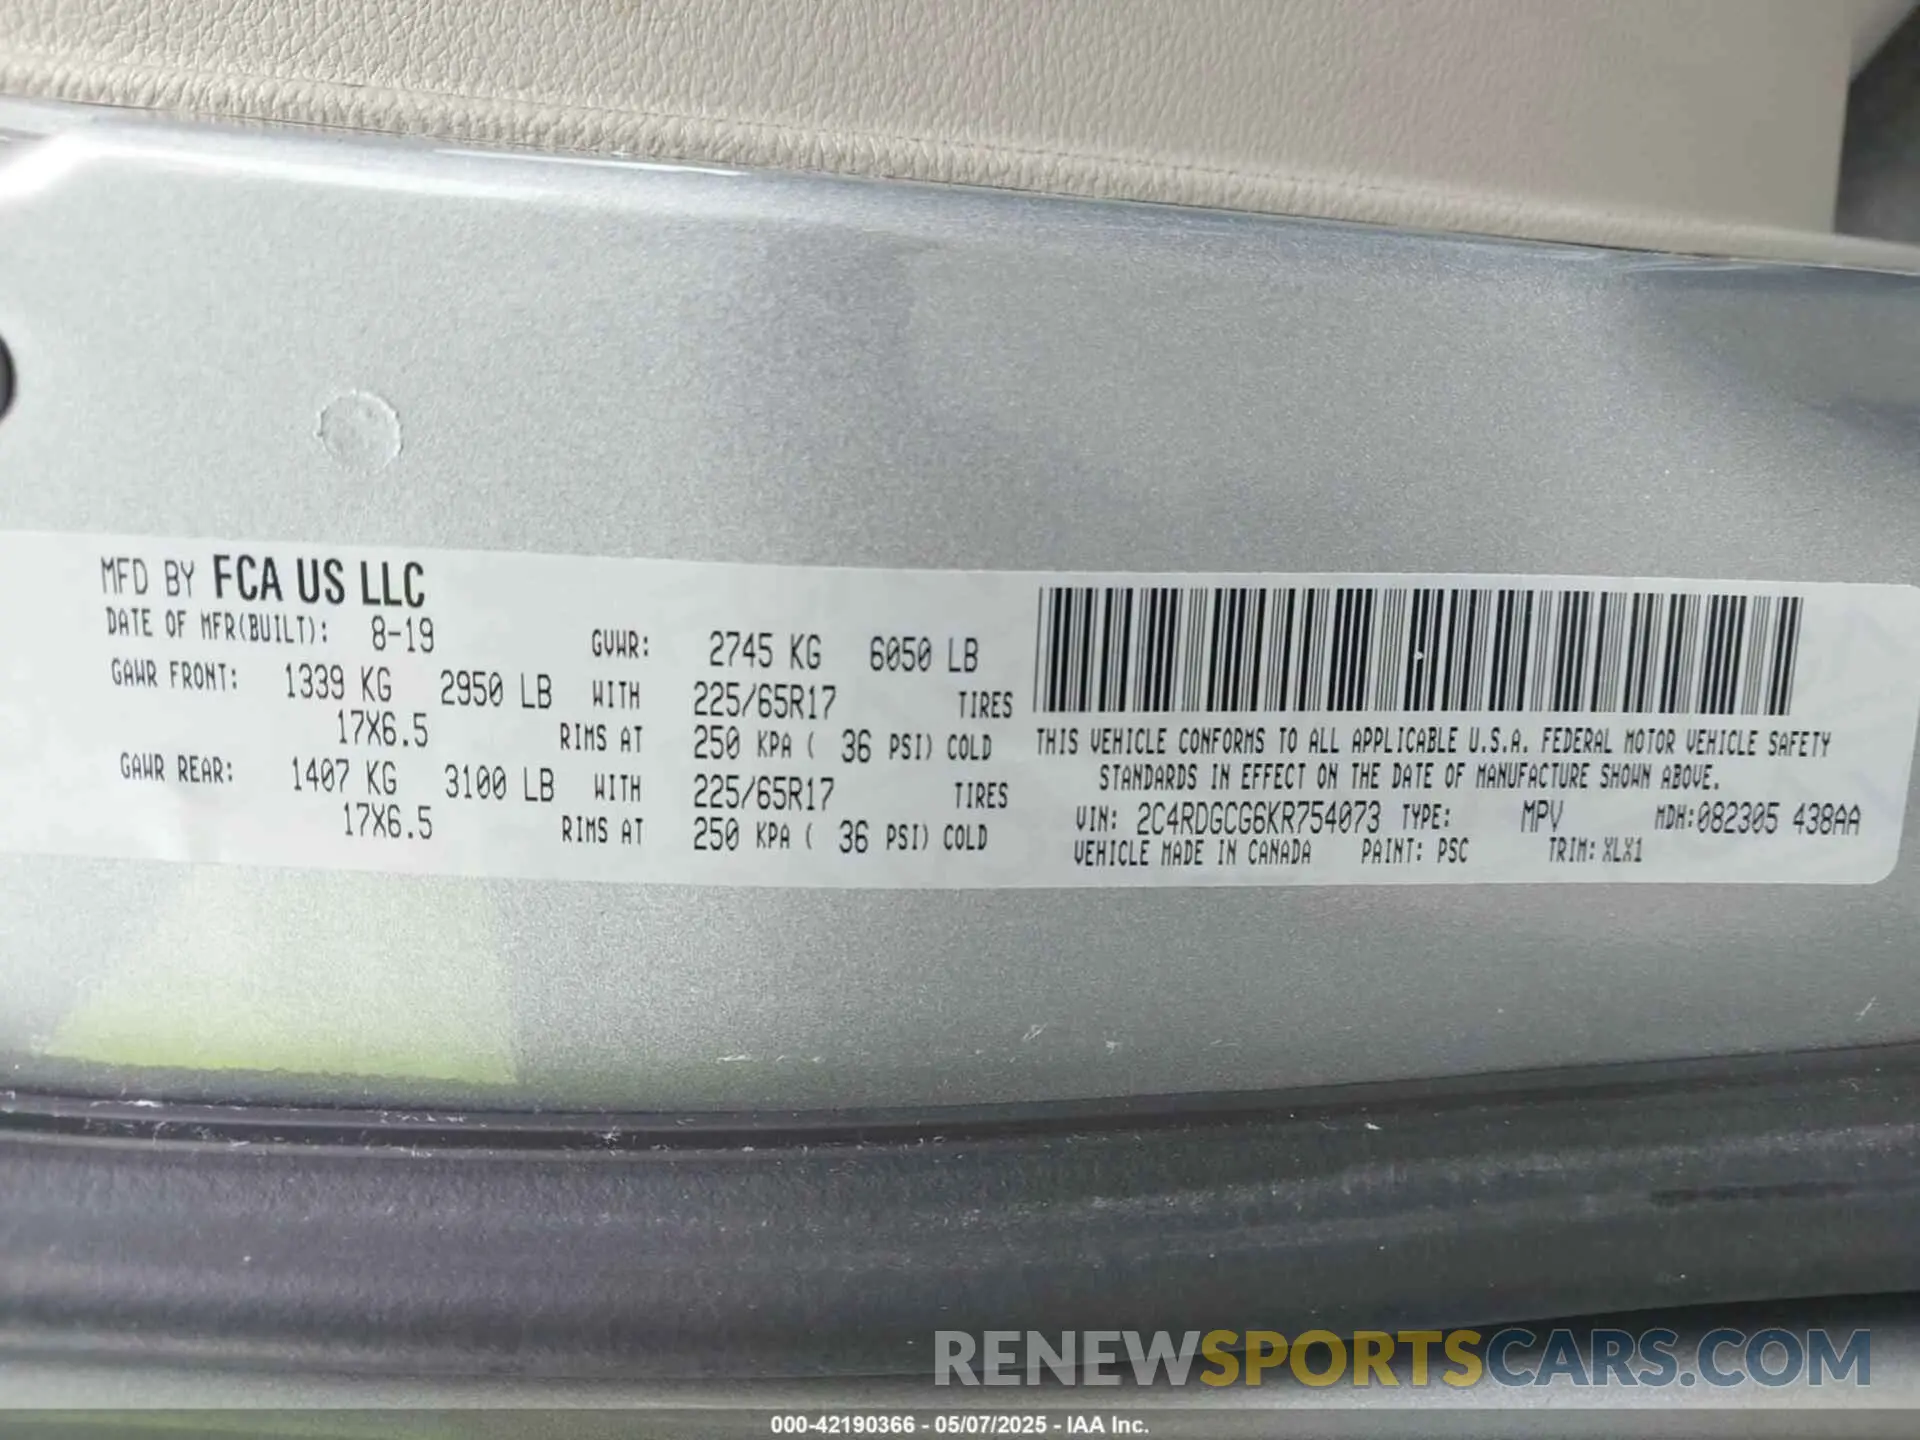 MFD BY FCA US LLC
DATE OF MFR(BUILT): 8-19 GVWR: 2745 KG 6050 LB
GAWR FRONT: 1339 KG 2950 LB WITH 225/65R17 TIRES
17X6.5 RIMS AT 250 KPA ( 36 PSI) COLD
GAWR REAR: 1407 KG 3100 LB WITH 225/65R17 TIRES
17X6.5 RIMS AT 250 KPA ( 36 PSI) COLD
THIS VEHICLE CONFORMS TO ALL APPLICABLE U.S.A. FEDERAL MOTOR VEHICLE SAFETY
STANDARDS IN EFFECT ON THE DATE OF MANUFACTURE SHOWN ABOVE.
VIN: 2C4RDGCG6KR754073 TYPE: MPV MDH:082305 438AA
VEHICLE MADE IN CANADA PAINT: PSC TRIM: XLX1
RENEWSPORTSCARS.COM
000-42190366 - 05/07/2025 - IAA Inc.